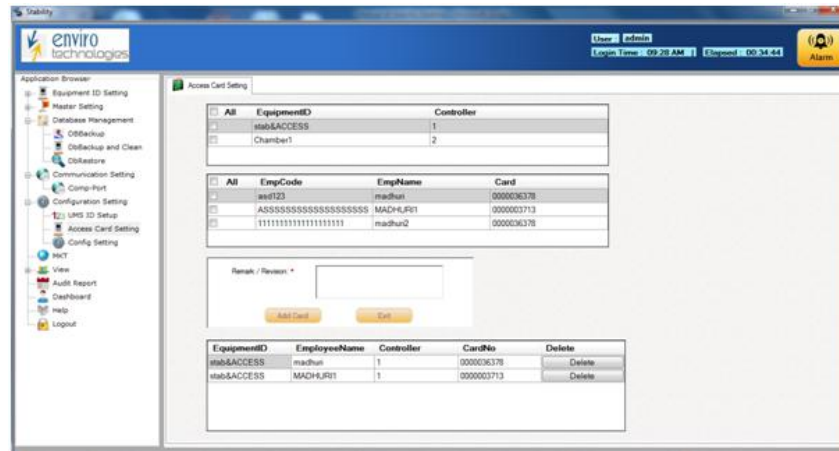 Stability
enviro
technologies
User : admin
Login Time : 09:28 AM | Elapsed : 00:34:44
Alarm
Application Browser
Equipment ID Setting
Master Setting
Database Management
DBBackup
DbBackup and Clean
DbRestore
Communication Setting
Comp-Port
Configuration Setting
UMS ID Setup
Access Card Setting
Config Setting
MKT
View
Audit Report
Dashboard
Help
Logout
Access Card Setting
All EquipmentID Controller
stab&ACCESS 1
Chamber1 2
All EmpCode EmpName Card
asd123 madhuri 0000036378
ASSSSSSSSSSSSSSSSSSS MADHURI1 0000003713
madhuri2 0000036378
Remark / Revision: *
Add Card Exit
EquipmentID EmployeeName Controller CardNo Delete
stab&ACCESS madhuri 1 0000036378 Delete
stab&ACCESS MADHURI1 1 0000003713 Delete